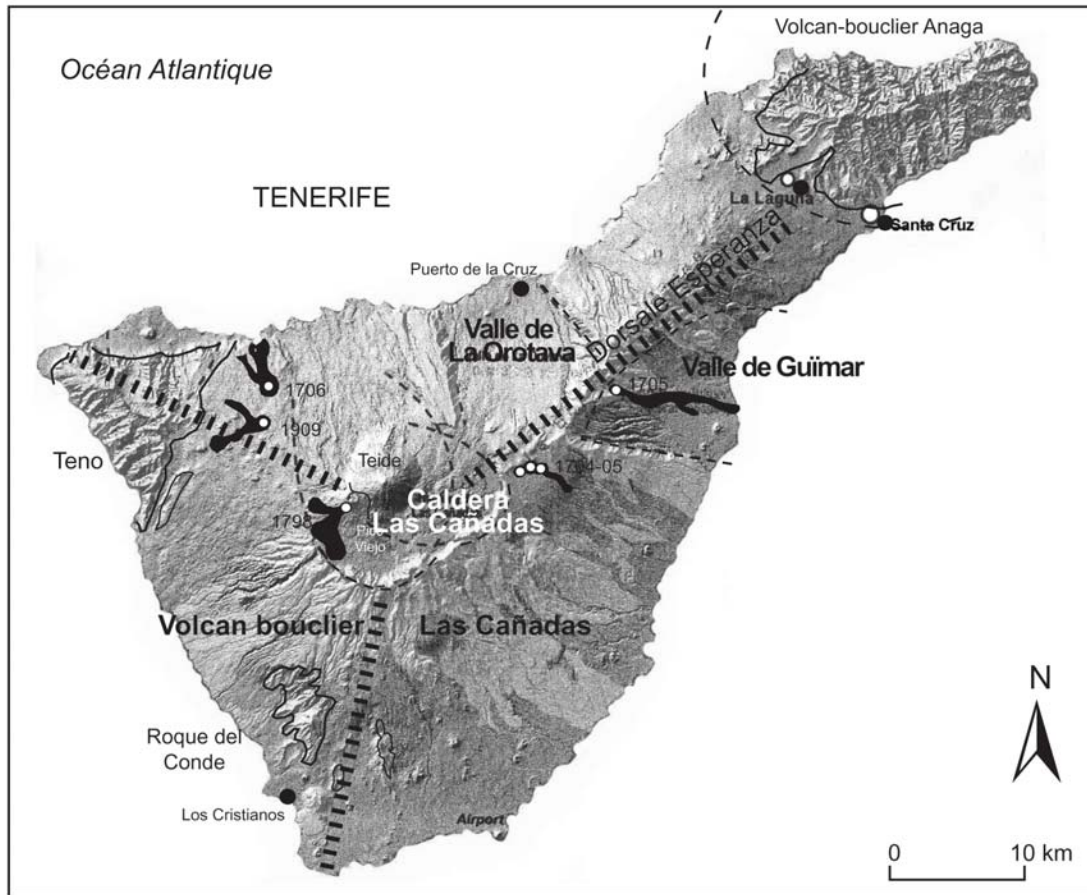 Volcan-bouclier Anaga
Océan Atlantique
TENERIFE
La Laguna
Santa Cruz
Puerto de la Cruz
Dorsale Esperanza
Valle de
La Orotava
Valle de Guïmar
1705
1706
1909
Teno
Teide
1704-05
Caldera
Las Cañadas
1798
Pico
Viejo
Volcan bouclier Las Cañadas
N
Roque del
Conde
Los Cristianos
Airport
0 10 km